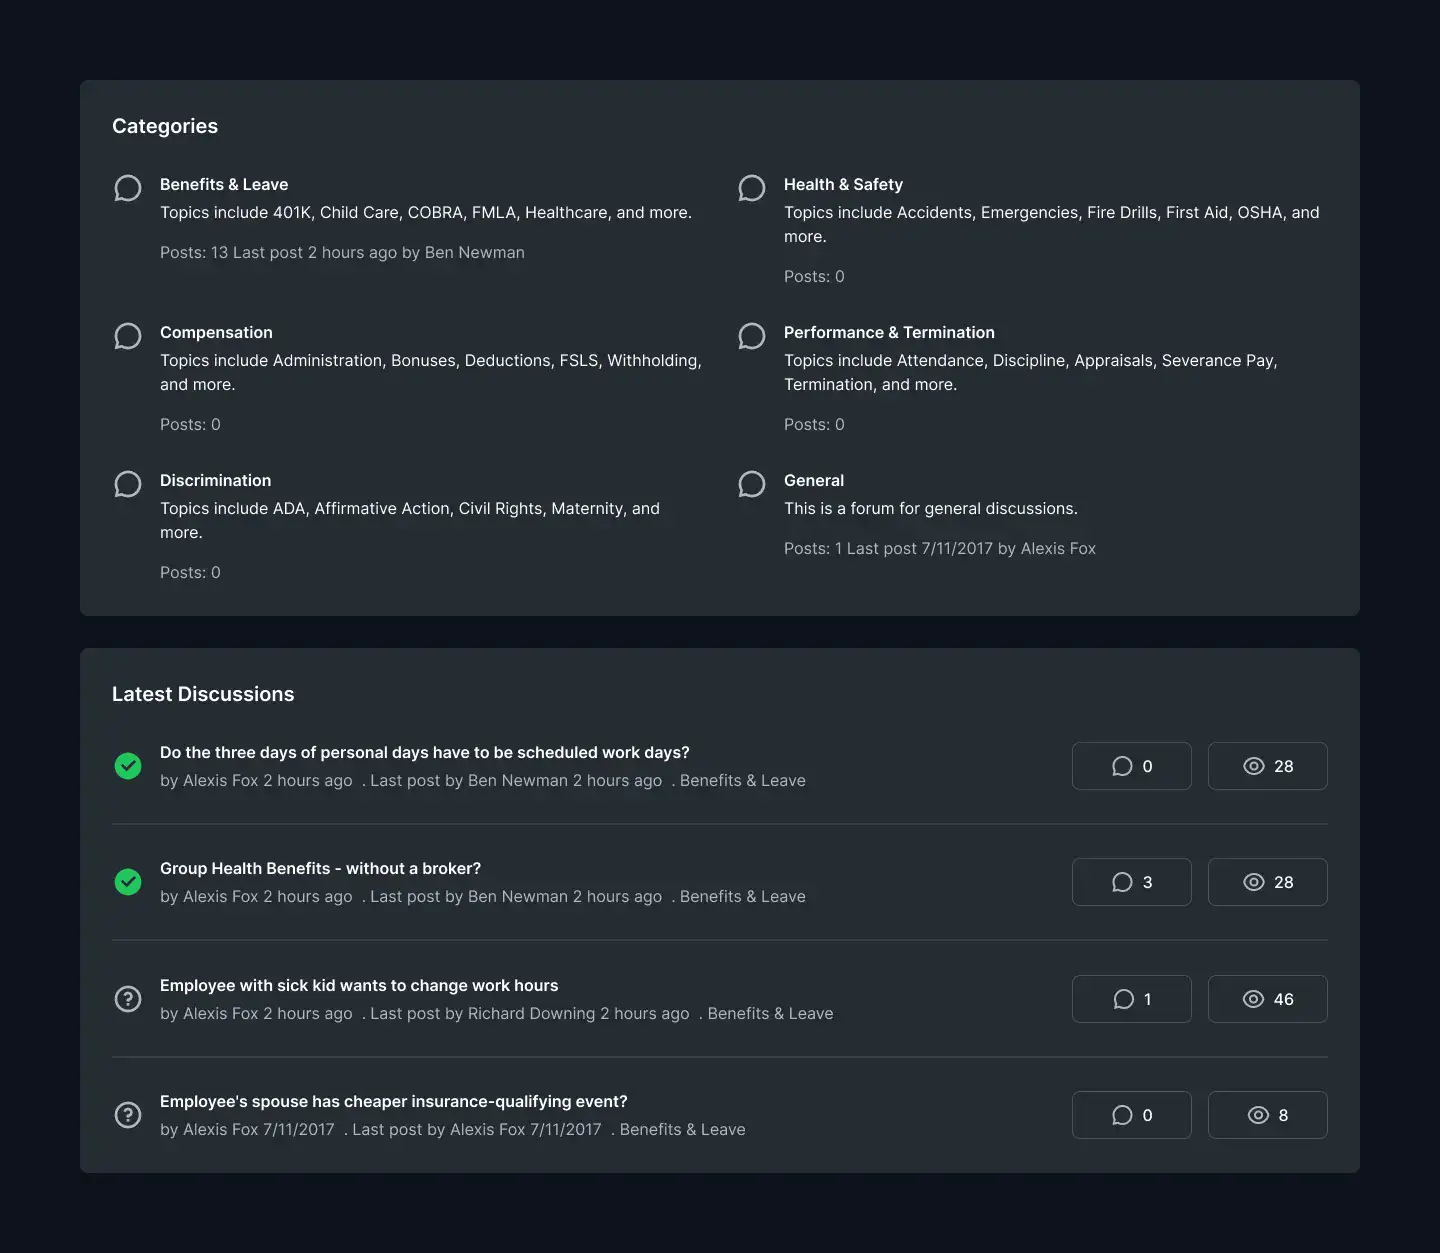 Categories
Benefits & Leave
Topics include 401K, Child Care, COBRA, FMLA, Healthcare, and more.
Posts: 13 Last post 2 hours ago by Ben Newman
Health & Safety
Topics include Accidents, Emergencies, Fire Drills, First Aid, OSHA, and
more.
Posts: 0
Compensation
Topics include Administration, Bonuses, Deductions, FSLS, Withholding,
and more.
Posts: 0
Performance & Termination
Topics include Attendance, Discipline, Appraisals, Severance Pay,
Termination, and more.
Posts: 0
Discrimination
Topics include ADA, Affirmative Action, Civil Rights, Maternity, and
more.
Posts: 0
General
This is a forum for general discussions.
Posts: 1 Last post 7/11/2017 by Alexis Fox
Latest Discussions
Do the three days of personal days have to be scheduled work days?
by Alexis Fox 2 hours ago . Last post by Ben Newman 2 hours ago . Benefits & Leave
0
28
Group Health Benefits - without a broker?
by Alexis Fox 2 hours ago . Last post by Ben Newman 2 hours ago . Benefits & Leave
3
28
Employee with sick kid wants to change work hours
by Alexis Fox 2 hours ago . Last post by Richard Downing 2 hours ago . Benefits & Leave
1
46
Employee's spouse has cheaper insurance-qualifying event?
by Alexis Fox 7/11/2017 . Last post by Alexis Fox 7/11/2017 . Benefits & Leave
0
8